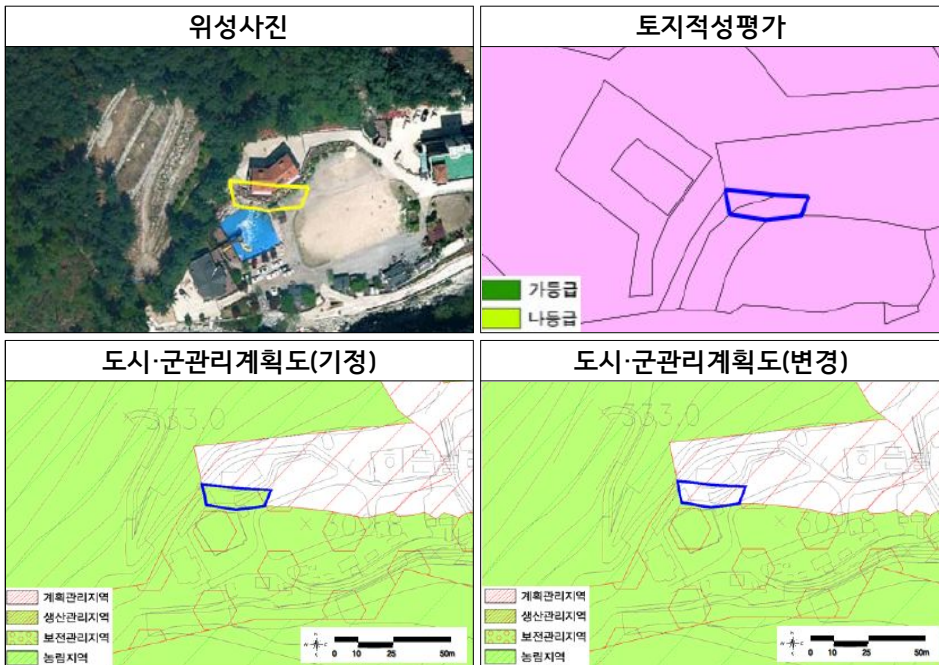 위성사진
토지적성평가
가등급
나등급
도시·군관리계획도(기정)
도시·군관리계획도(변경)
333.0
333.0
계획관리지역
생산관리지역
보전관리지역
농림지역
0 10 25 50m
계획관리지역
생산관리지역
보전관리지역
농림지역
0 10 25 50m